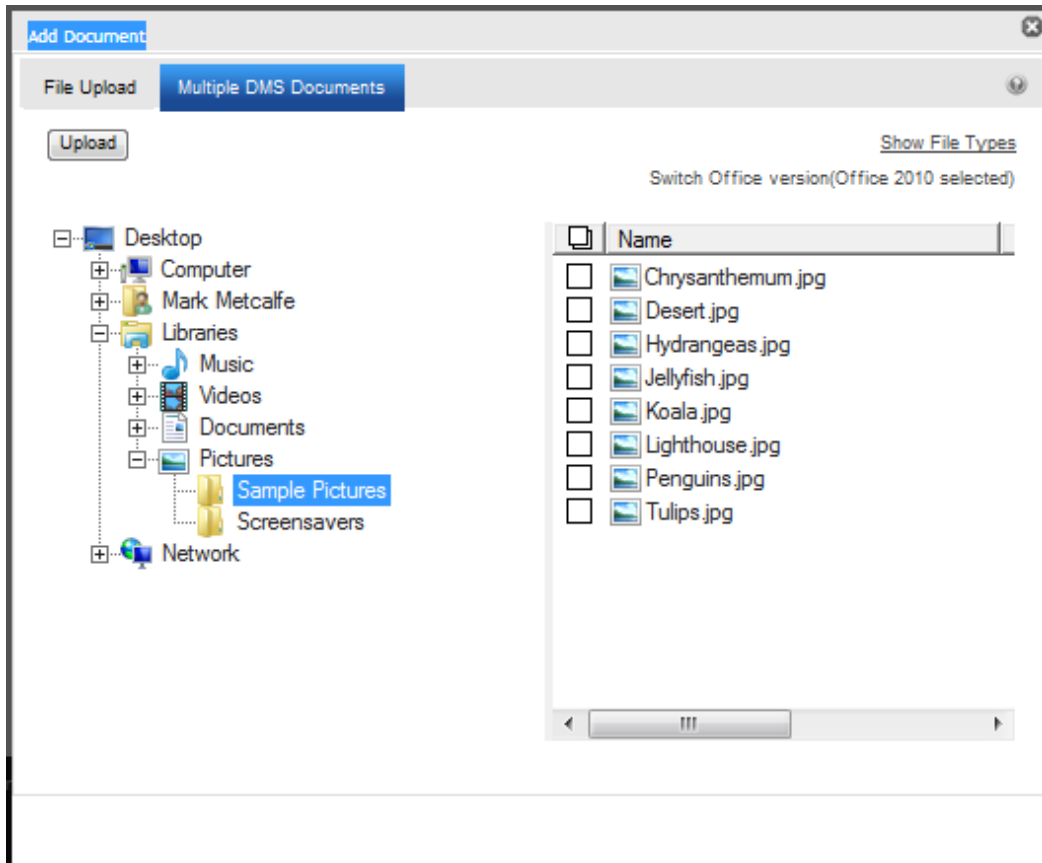 Add Document
File Upload
Multiple DMS Documents
Upload
Show File Types
Switch Office version(Office 2010 selected)
Desktop
Computer
Mark Metcalfe
Libraries
Music
Videos
Documents
Pictures
Sample Pictures
Screensavers
Network
Name
Chrysanthemum.jpg
Desert.jpg
Hydrangeas.jpg
Jellyfish.jpg
Koala.jpg
Lighthouse.jpg
Penguins.jpg
Tulips.jpg